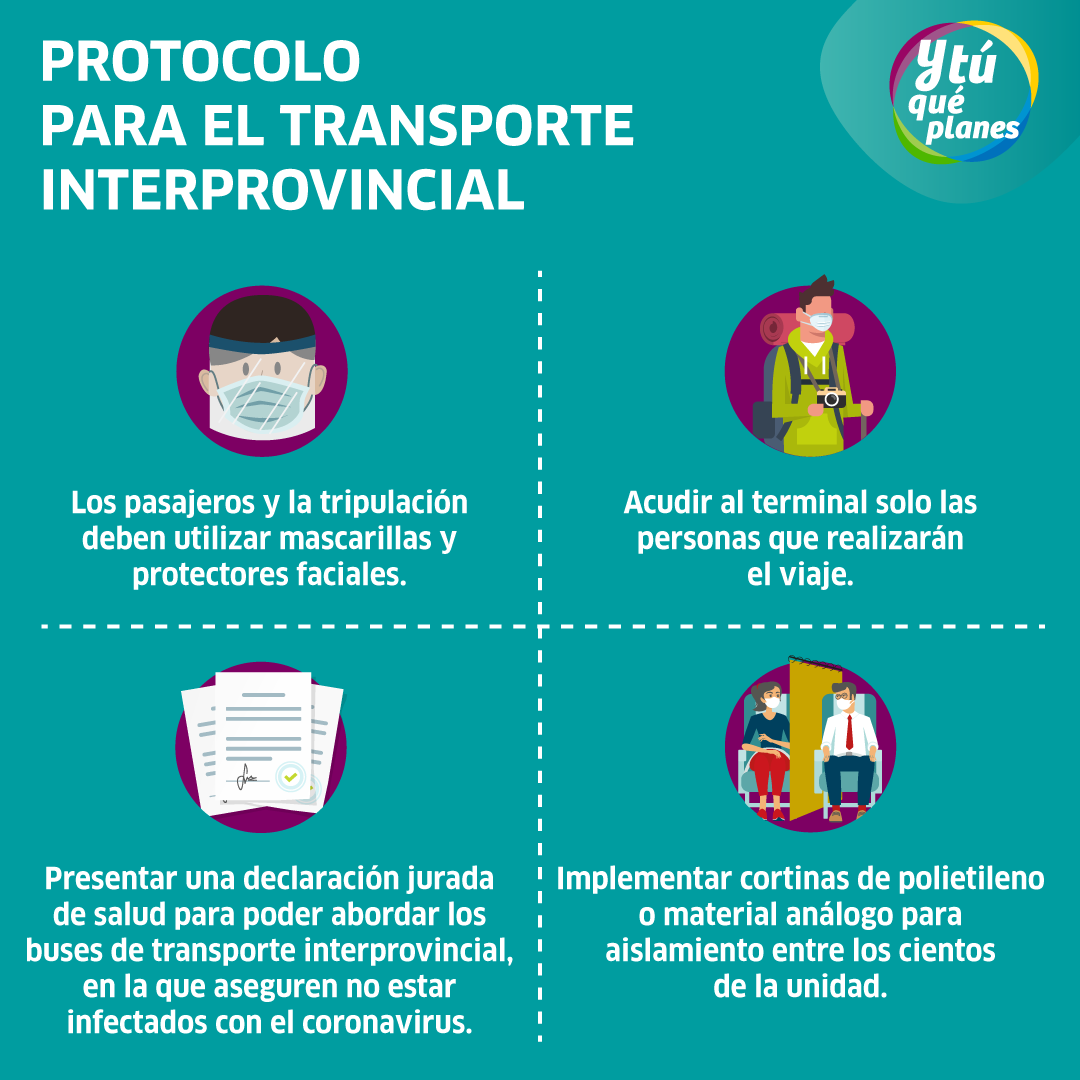 PROTOCOLO
PARA EL TRANSPORTE
INTERPROVINCIAL
Y tú
qué
planes
Los pasajeros y la tripulación
deben utilizar mascarillas y
protectores faciales.
Acudir al terminal solo las
personas que realizarán
el viaje.
Presentar una declaración jurada
de salud para poder abordar los
buses de transporte interprovincial,
en la que aseguren no estar
infectados con el coronavirus.
Implementar cortinas de polietileno
o material análogo para
aislamiento entre los cientos
de la unidad.